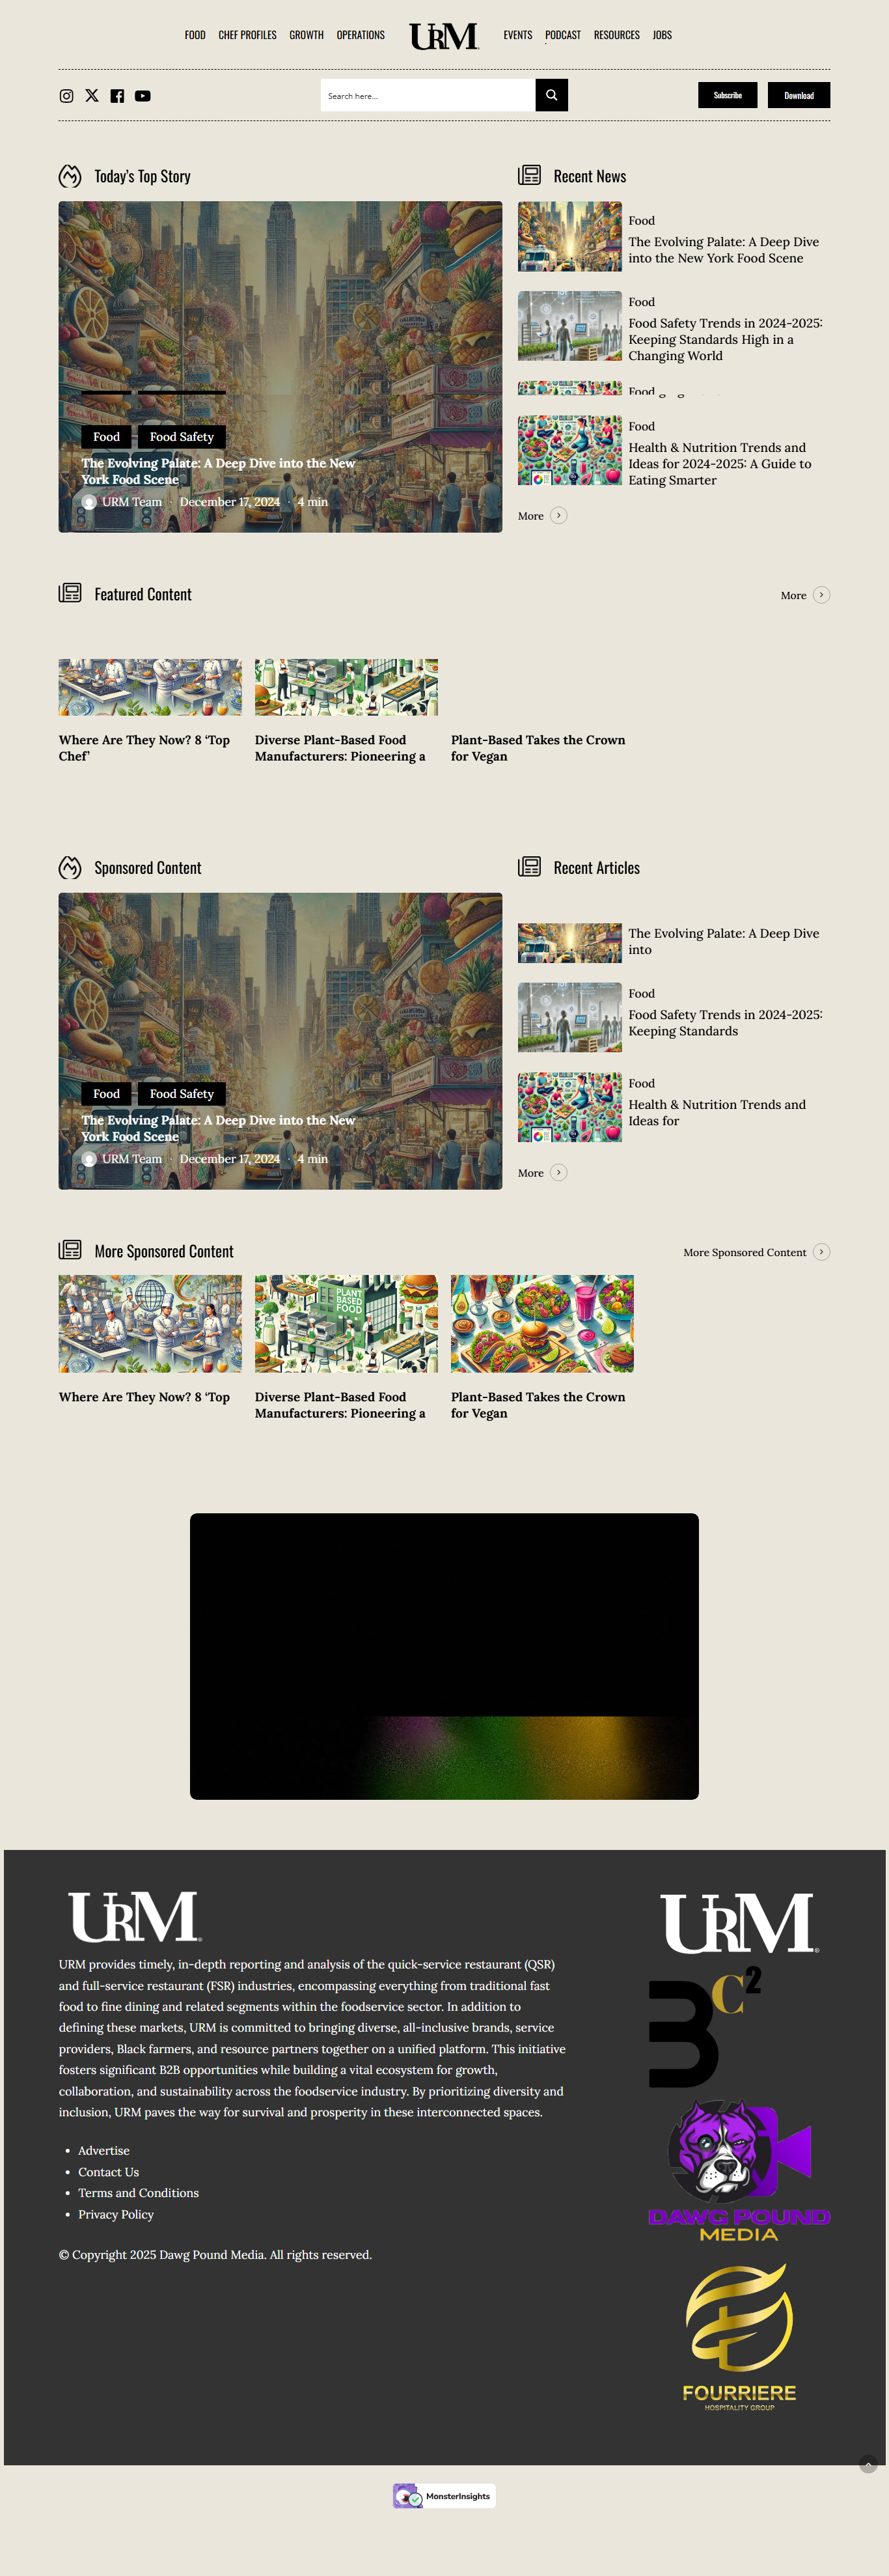 FOOD CHEF PROFILES GROWTH OPERATIONS URM EVENTS PODCAST RESOURCES JOBS
Search here...
Subscribe
Download
Today's Top Story
Food Food Safety
The Evolving Palate: A Deep Dive into the New
York Food Scene
URM Team · December 17, 2024 · 4 min
Recent News
Food
The Evolving Palate: A Deep Dive
into the New York Food Scene
Food
Food Safety Trends in 2024-2025:
Keeping Standards High in a
Changing World
Food
Food
Health & Nutrition Trends and
Ideas for 2024-2025: A Guide to
Eating Smarter
More
Featured Content
More
Where Are They Now? 8 ‘Top
Chef’
Diverse Plant-Based Food
Manufacturers: Pioneering a
Plant-Based Takes the Crown
for Vegan
Sponsored Content
Food Food Safety
The Evolving Palate: A Deep Dive into the New
York Food Scene
URM Team · December 17, 2024 · 4 min
Recent Articles
The Evolving Palate: A Deep Dive
into
Food
Food Safety Trends in 2024-2025:
Keeping Standards
Food
Health & Nutrition Trends and
Ideas for
More
More Sponsored Content
More Sponsored Content
PLANT
BASED
FOOD
Where Are They Now? 8 ‘Top
Diverse Plant-Based Food
Manufacturers: Pioneering a
Plant-Based Takes the Crown
for Vegan
URM
URM provides timely, in-depth reporting and analysis of the quick-service restaurant (QSR)
and full-service restaurant (FSR) industries, encompassing everything from traditional fast
food to fine dining and related segments within the foodservice sector. In addition to
defining these markets, URM is committed to bringing diverse, all-inclusive brands, service
providers, Black farmers, and resource partners together on a unified platform. This initiative
fosters significant B2B opportunities while building a vital ecosystem for growth,
collaboration, and sustainability across the foodservice industry. By prioritizing diversity and
inclusion, URM paves the way for survival and prosperity in these interconnected spaces.
• Advertise
• Contact Us
• Terms and Conditions
• Privacy Policy
© Copyright 2025 Dawg Pound Media. All rights reserved.
URM
BC²
DAWG POUND
MEDIA
FOURRIERE
HOSPITALITY GROUP
MonsterInsights